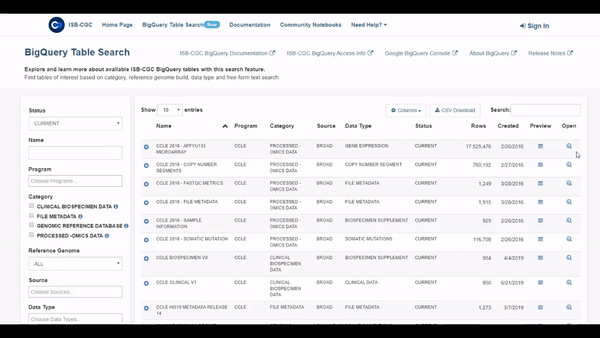 ISB-CGC Home Page BigQuery Table Search New Documentation Community Notebooks Need Help? Sign In
BigQuery Table Search
ISB-CGC BigQuery Documentation ISB-CGC BigQuery Access Info Google BigQuery Console About BigQuery Release Notes
Explore and learn more about available ISB-CGC BigQuery tables with this search feature.
Find tables of interest based on category, reference genome build, data type and free-form text search.
Status
CURRENT
Name
Program
Choose Programs...
Category
CLINICAL BIOSPECIMEN DATA
FILE METADATA
GENOMIC REFERENCE DATABASE
PROCESSED -OMICS DATA
Reference Genome
ALL
Source
Choose Sources...
Data Type
Choose Data Types...
Show 10 entries Columns CSV Download Search:
Name Program Category Source Data Type Status Rows Created Preview Open
CCLE 2016 - AFFYU133 MICROARRAY CCLE PROCESSED -OMICS DATA BROAD GENE EXPRESSION CURRENT 17,525,476 2/26/2016
CCLE 2016 - COPY NUMBER SEGMENTS CCLE PROCESSED -OMICS DATA BROAD COPY NUMBER SEGMENT CURRENT 750,192 2/27/2016
CCLE 2016 - FASTQC METRICS CCLE PROCESSED -OMICS DATA BROAD FILE METADATA CURRENT 1,249 3/28/2016
CCLE 2016 - FILE METADATA CCLE PROCESSED -OMICS DATA BROAD FILE METADATA CURRENT 1,915 3/28/2016
CCLE 2016 - SAMPLE INFORMATION CCLE PROCESSED -OMICS DATA BROAD BIOSPECIMEN SUPPLEMENT CURRENT 929 2/26/2016
CCLE 2016 - SOMATIC MUTATION CCLE PROCESSED -OMICS DATA BROAD SOMATIC MUTATIONS CURRENT 116,708 2/26/2016
CCLE BIOSPECIMEN V0 CCLE CLINICAL BIOSPECIMEN DATA BROAD BIOSPECIMEN SUPPLEMENT CURRENT 954 4/4/2019
CCLE CLINICAL V1 CCLE CLINICAL BIOSPECIMEN DATA BROAD CLINICAL DATA CURRENT 950 6/21/2019
CCLE HG19 METADATA RELEASE 14 CCLE FILE METADATA BROAD FILE METADATA CURRENT 1,273 3/7/2019